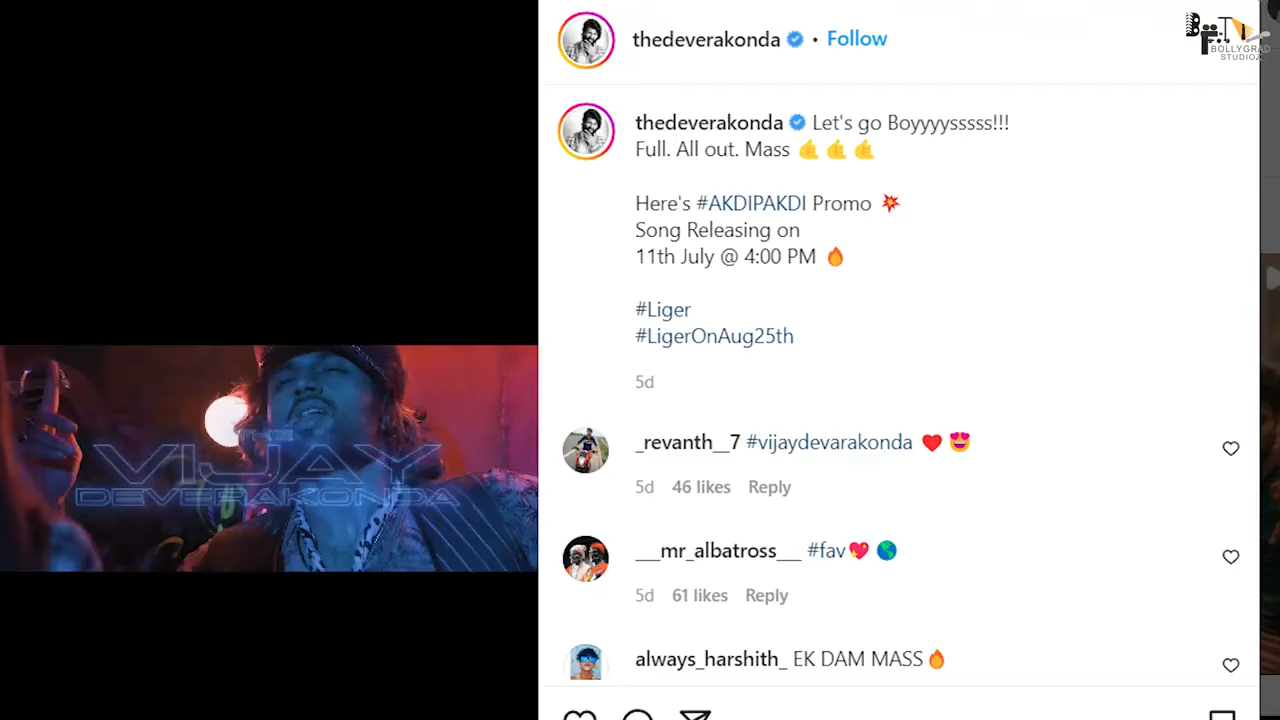 thedeverakonda • Follow
BOLLYGRAD
STUDIOZ
thedeverakonda Let's go Boyyyysssss!!!
Full. All out. Mass 🤙 🤙 🤙
Here's #AKDIPAKDI Promo 💥
Song Releasing on
11th July @ 4:00 PM 🔥
#Liger
#LigerOnAug25th
5d
THE
VIJAY
DEVERAKONDA
_revanth__7 #vijaydevarakonda ❤️ 😍
5d 46 likes Reply
___mr_albatross___ #fav💖 🌎
5d 61 likes Reply
always_harshith_ EK DAM MASS🔥